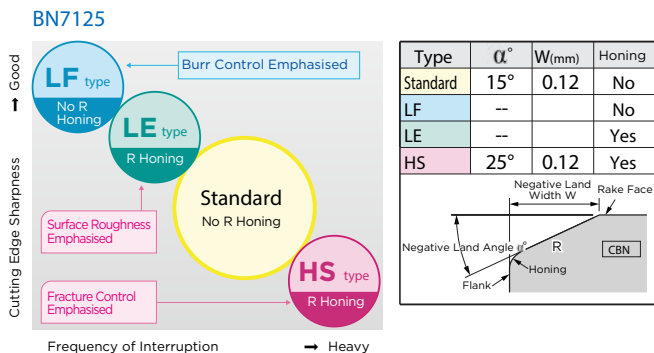 BN7125
Good
Cutting Edge Sharpness
LF type
No R
Honing
Burr Control Emphasised
LE type
R Honing
Standard
No R Honing
Surface Roughness
Emphasised
HS type
R Honing
Fracture Control
Emphasised
Frequency of Interruption → Heavy
Type α° W(mm) Honing
Standard 15° 0.12 No
LF -- No
LE -- Yes
HS 25° 0.12 Yes
Negative Land
Width W
Rake Face
Negative Land Angle α°
R
CBN
Honing
Flank